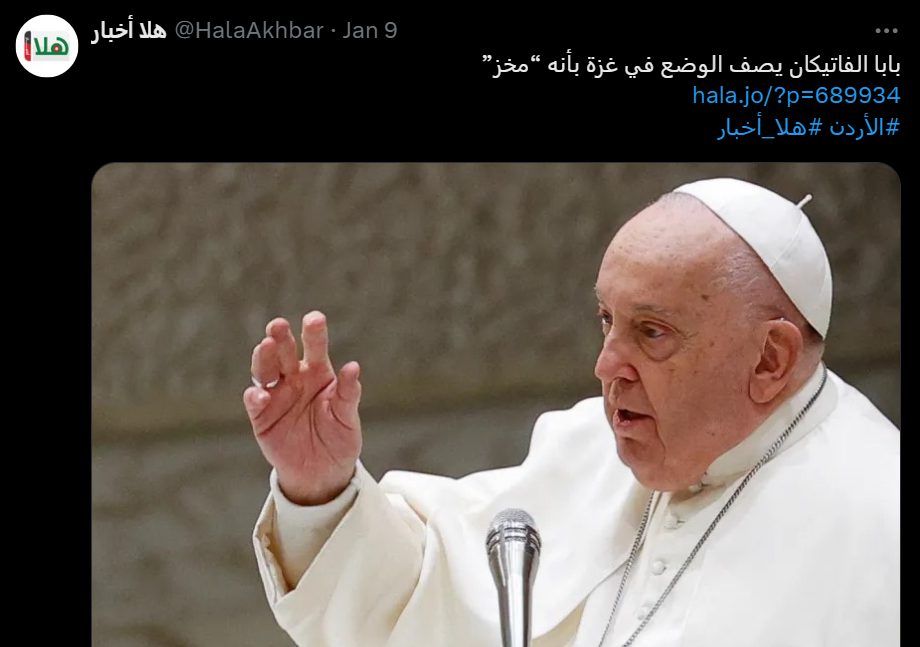 هلا
هلا أخبار @HalaAkhbar · Jan 9
بابا الفاتيكان يصف الوضع في غزة بأنه “مخز”
hala.jo/?p=689934
#الأردن #هلا_أخبار